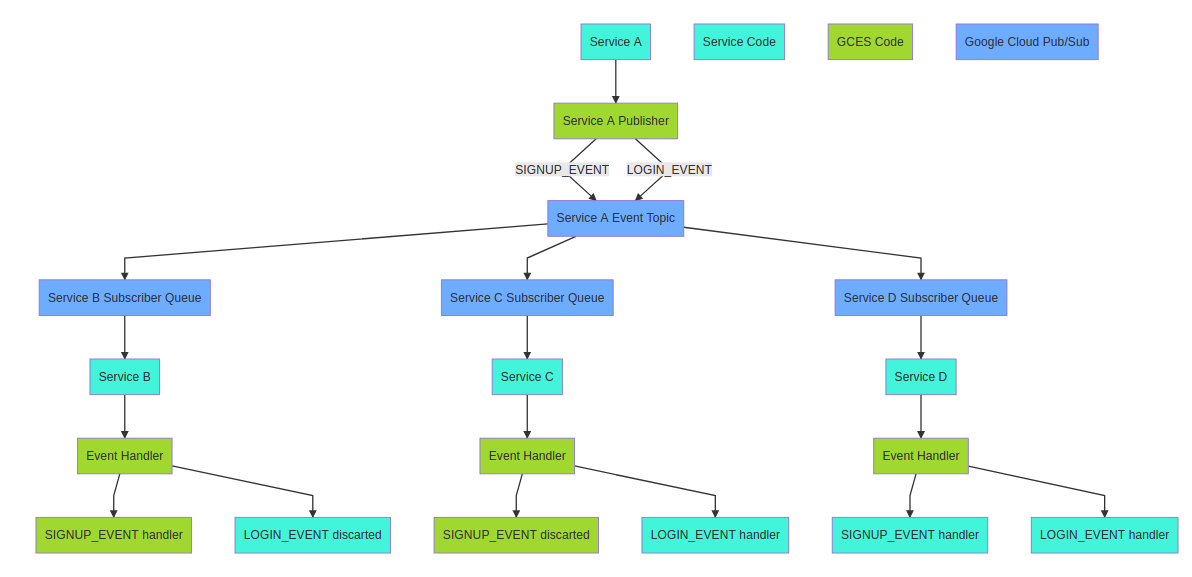 Service A
Service Code
GCES Code
Google Cloud Pub/Sub
Service A Publisher
SIGNUP_EVENT
LOGIN_EVENT
Service A Event Topic
Service B Subscriber Queue
Service C Subscriber Queue
Service D Subscriber Queue
Service B
Service C
Service D
Event Handler
Event Handler
Event Handler
SIGNUP_EVENT handler
LOGIN_EVENT discarted
SIGNUP_EVENT discarted
LOGIN_EVENT handler
SIGNUP_EVENT handler
LOGIN_EVENT handler